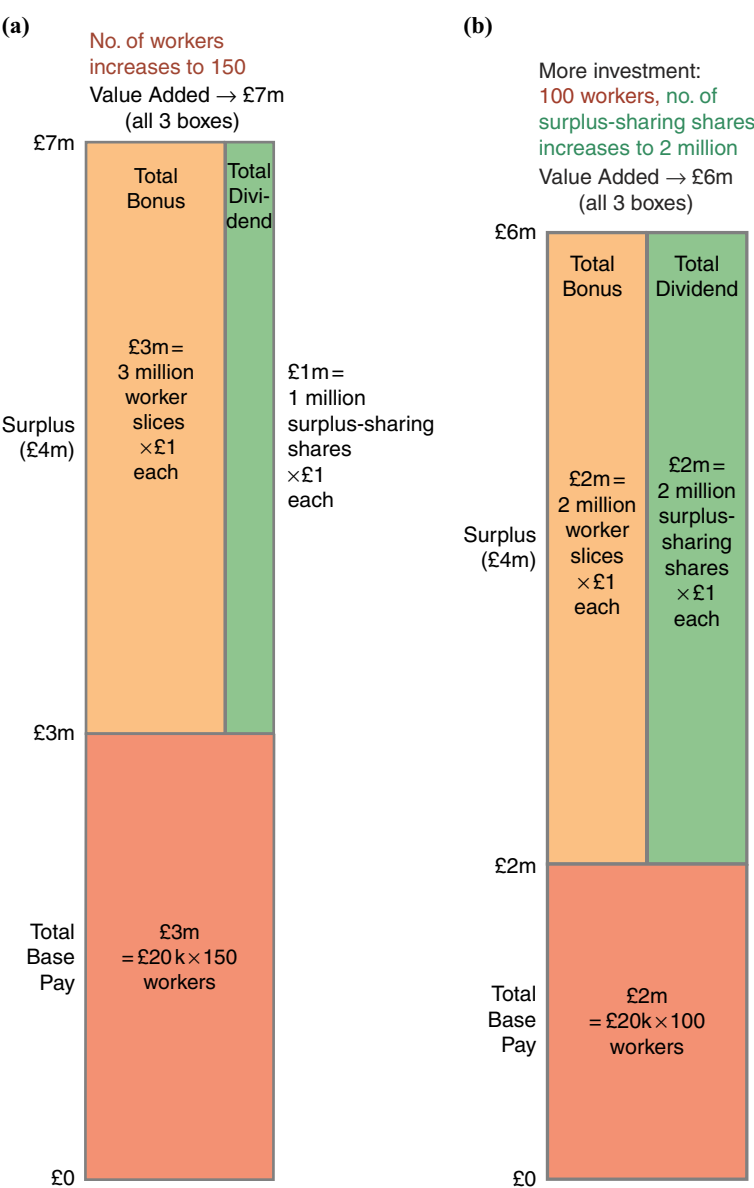 (a)
No. of workers
increases to 150
Value Added → £7m
(all 3 boxes)
£7m
Total
Bonus
Total
Divi-
dend
£3m=
3 million
worker
slices
×£1
each
£1m=
1 million
surplus-sharing
shares
×£1
each
Surplus
(£4m)
£3m
Total
Base
Pay
£3m
=£20k×150
workers
£0
(b)
More investment:
100 workers, no. of
surplus-sharing shares
increases to 2 million
Value Added → £6m
(all 3 boxes)
£6m
Total
Bonus
Total
Dividend
£2m=
2 million
worker
slices
×£1
each
£2m=
2 million
surplus-
sharing
shares
×£1
each
Surplus
(£4m)
£2m
Total
Base
Pay
£2m
=£20k×100
workers
£0